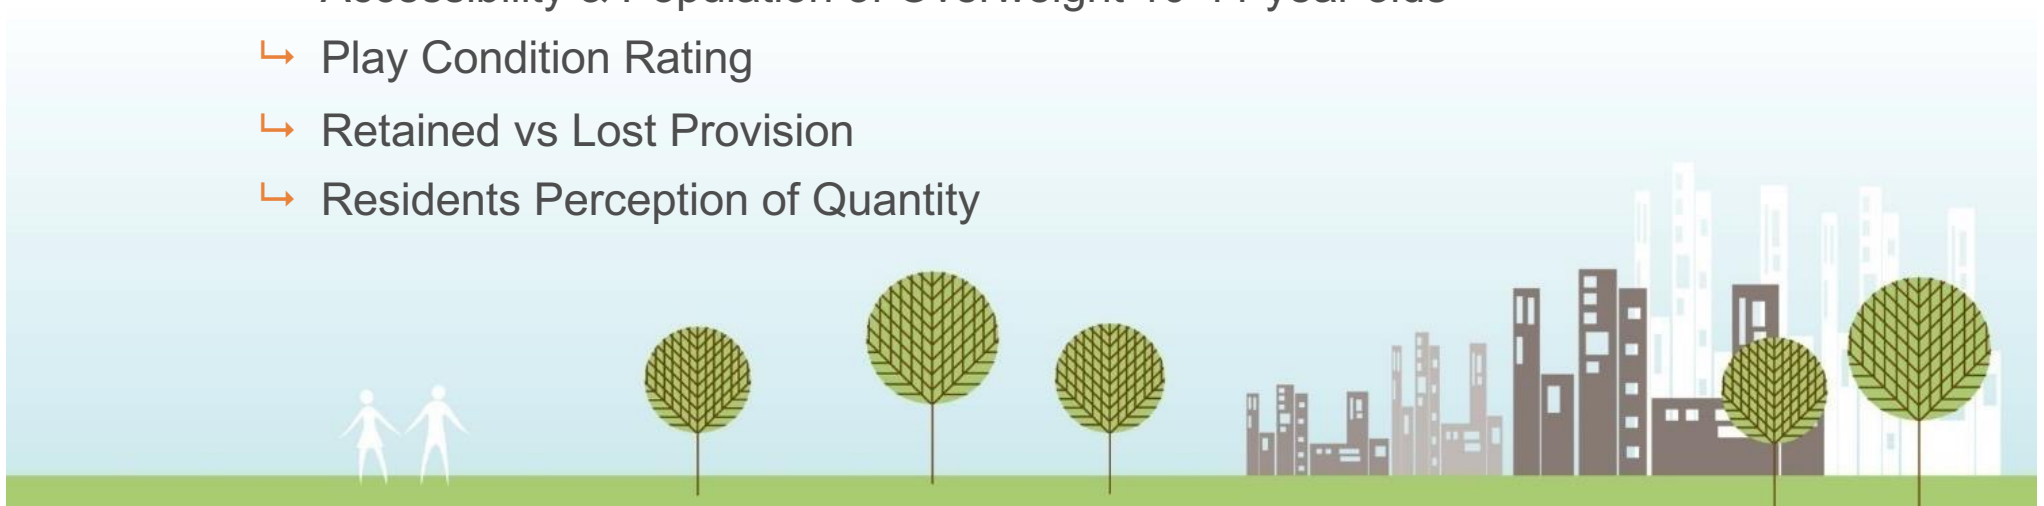 ↳ Play Condition Rating
↳ Retained vs Lost Provision
↳ Residents Perception of Quantity